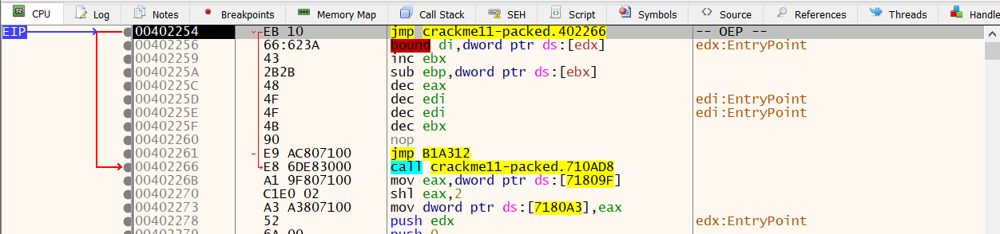 CPU Log Notes Breakpoints Memory Map Call Stack SEH Script Symbols Source References Threads Handle
EIP 00402254 EB 10 jmp crackme11-packed.402266 -- OEP --
00402256 66:623A bound di,dword ptr ds:[edx] edx:EntryPoint
00402259 43 inc ebx
0040225A 2B2B sub ebp,dword ptr ds:[ebx]
0040225C 48 dec eax
0040225D 4F dec edi edi:EntryPoint
0040225E 4F dec edi edi:EntryPoint
0040225F 4B dec ebx
00402260 90 nop
00402261 E9 AC807100 jmp B1A312
00402266 E8 6DE83000 call crackme11-packed.710AD8
0040226B A1 9F807100 mov eax,dword ptr ds:[71809F]
00402270 C1E0 02 shl eax,2
00402273 A3 A3807100 mov dword ptr ds:[7180A3],eax
00402278 52 push edx edx:EntryPoint
00402279 6A 00 push 0